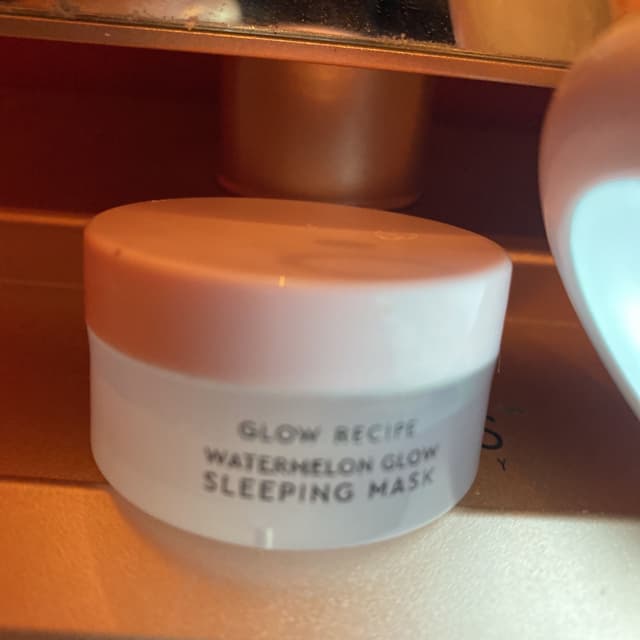 GLOW RECIPE
WATERMELON GLOW
SLEEPING MASK
S
Y